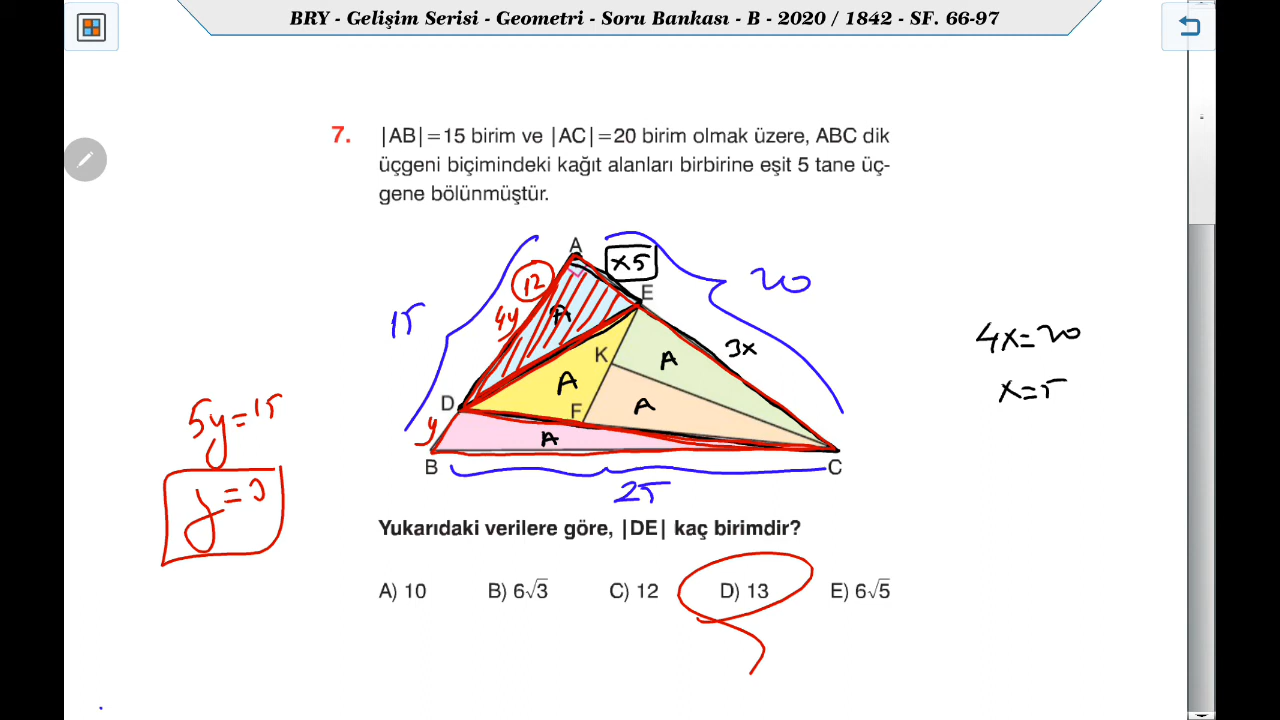 BRY - Gelişim Serisi - Geometri - Soru Bankası - B - 2020 / 1842 - SF. 66-97
7. |AB|=15 birim ve |AC|=20 birim olmak üzere, ABC dik
üçgeni biçimindeki kağıt alanları birbirine eşit 5 tane üç-
gene bölünmüştür.
A
x5
12
E
20
15
4y
A
K
A
3x
4x=20
x=5
A
A
D
F
5y=15
y
A
B
C
y=3
25
Yukarıdaki verilere göre, |DE| kaç birimdir?
A) 10 B) 6√3 C) 12 D) 13 E) 6√5